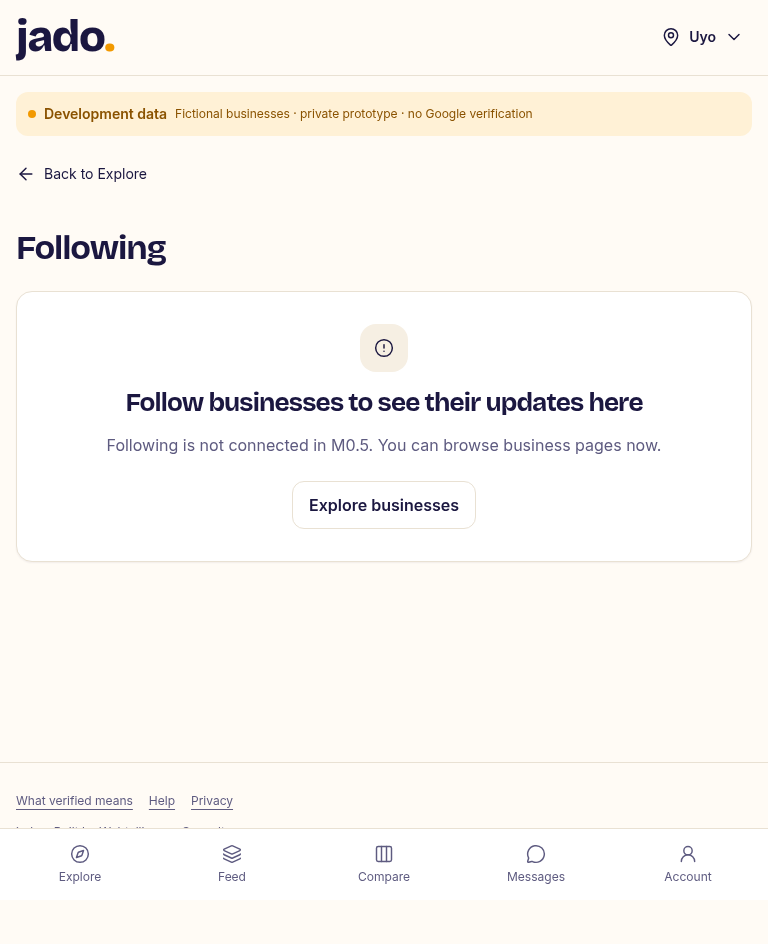 jado.
Uyo
Development data Fictional businesses · private prototype · no Google verification
Back to Explore
Following
Follow businesses to see their updates here
Following is not connected in M0.5. You can browse business pages now.
Explore businesses
What verified means Help Privacy
Explore Feed Compare Messages Account